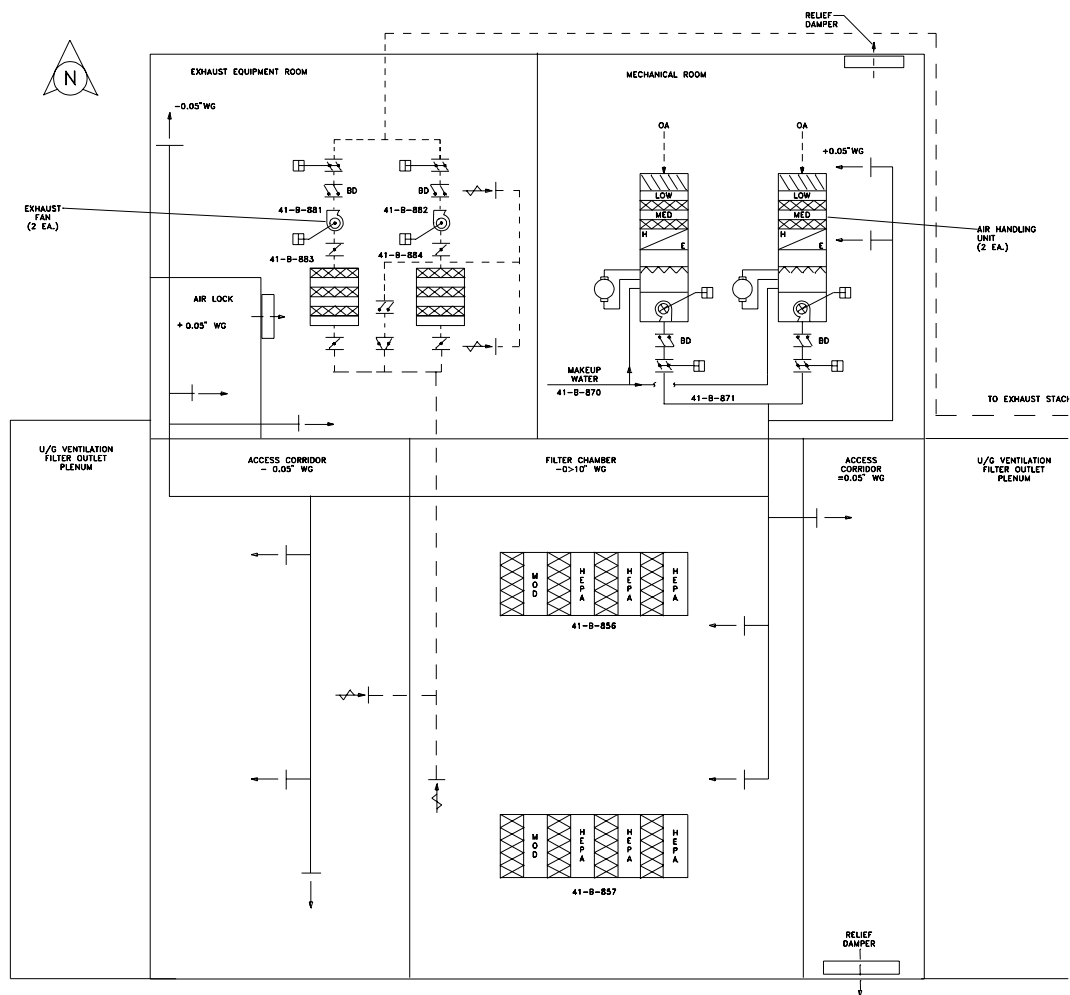 RELIEF
DAMPER
N
EXHAUST EQUIPMENT ROOM
MECHANICAL ROOM
-0.05"WG
OA
OA
+0.05"WG
BD
BD
LOW
LOW
41-B-881
41-B-882
MED
MED
EXHAUST
FAN
(2 EA.)
AIR HANDLING
UNIT
(2 EA.)
H
E
H
E
41-B-883
41-B-884
AIR LOCK
+ 0.05" WG
BD
BD
MAKEUP
WATER
41-B-870
41-B-871
TO EXHAUST STACK
U/G VENTILATION
FILTER OUTLET
PLENUM
ACCESS CORRIDOR
- 0.05" WG
FILTER CHAMBER
-0>10" WG
ACCESS
CORRIDOR
=0.05" WG
U/G VENTILATION
FILTER OUTLET
PLENUM
MOD
HEPA
HEPA
HEPA
41-B-856
MOD
HEPA
HEPA
HEPA
41-B-857
RELIEF
DAMPER